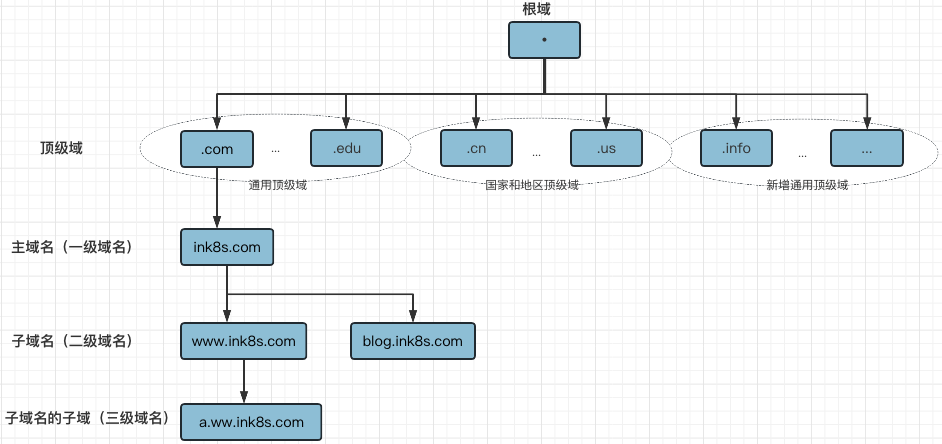 根域
.
顶级域
.com
...
.edu
.cn
...
.us
.info
...
...
通用顶级域
国家和地区顶级域
新增通用顶级域
主域名（一级域名）
ink8s.com
子域名（二级域名）
www.ink8s.com
blog.ink8s.com
子域名的子域（三级域名）
a.ww.ink8s.com